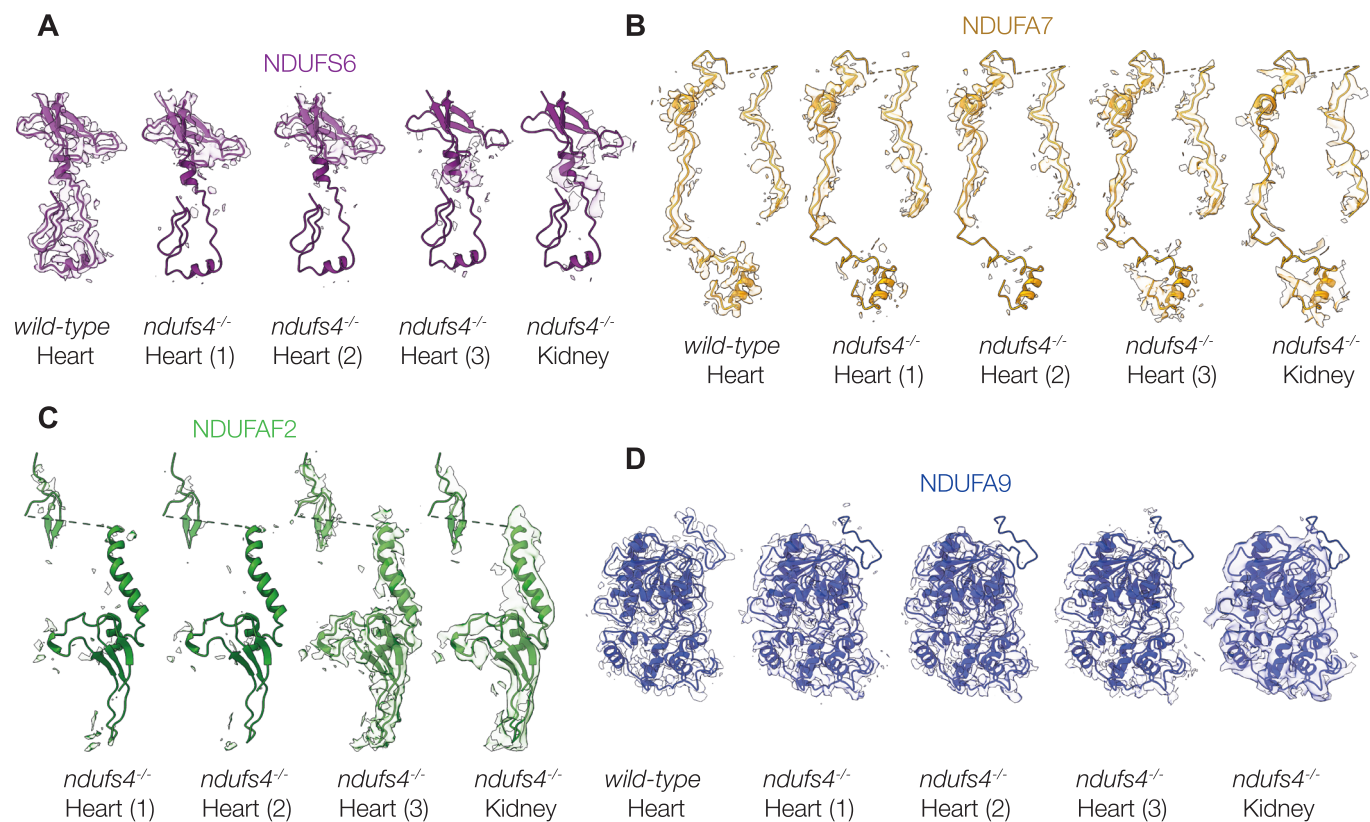 A
NDUFS6
wild-type
Heart
ndufs4-/-
Heart (1)
ndufs4-/-
Heart (2)
ndufs4-/-
Heart (3)
ndufs4-/-
Kidney
B
NDUFA7
wild-type
Heart
ndufs4-/-
Heart (1)
ndufs4-/-
Heart (2)
ndufs4-/-
Heart (3)
ndufs4-/-
Kidney
C
NDUFAF2
ndufs4-/-
Heart (1)
ndufs4-/-
Heart (2)
ndufs4-/-
Heart (3)
ndufs4-/-
Kidney
D
NDUFA9
wild-type
Heart
ndufs4-/-
Heart (1)
ndufs4-/-
Heart (2)
ndufs4-/-
Heart (3)
ndufs4-/-
Kidney